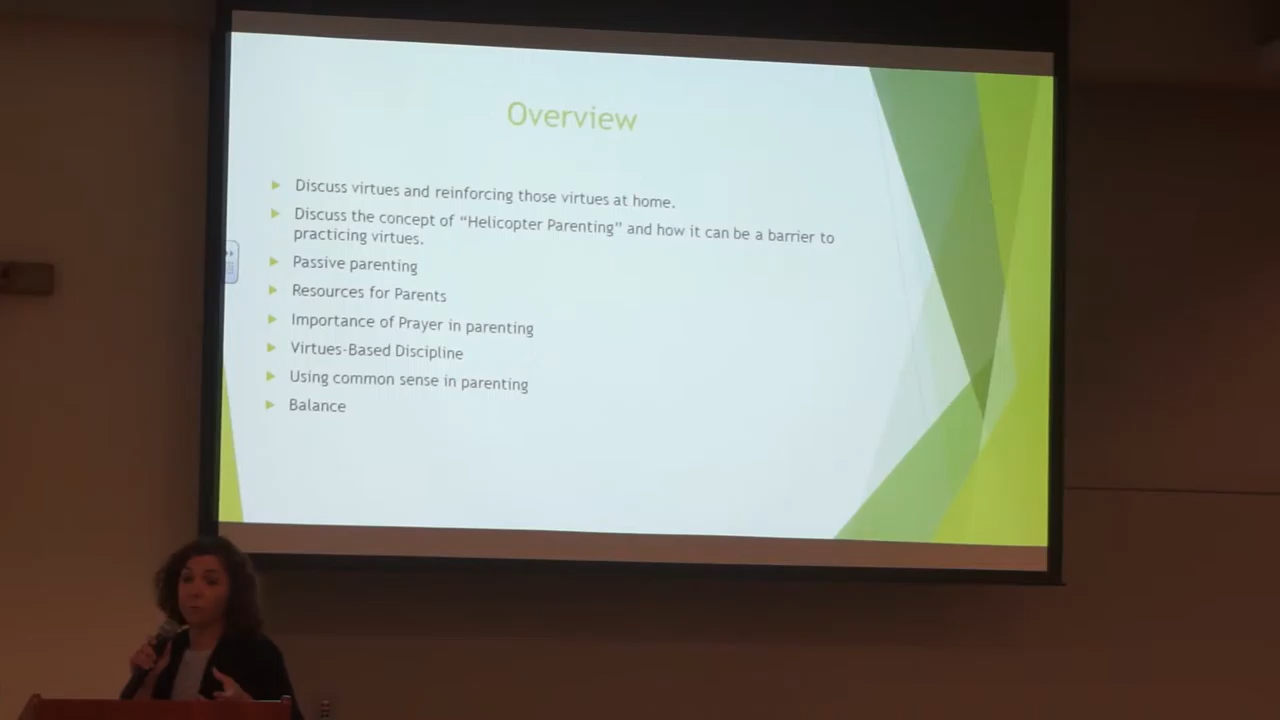 Overview
Discuss virtues and reinforcing those virtues at home.
Discuss the concept of “Helicopter Parenting” and how it can be a barrier to
practicing virtues.
Passive parenting
Resources for Parents
Importance of Prayer in parenting
Virtues-Based Discipline
Using common sense in parenting
Balance